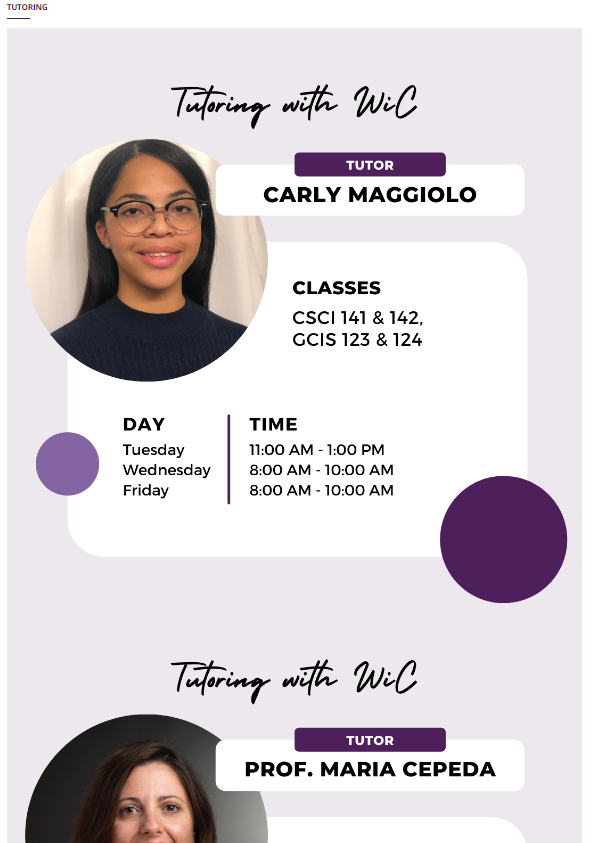 TUTORING
Tutoring with WiC
TUTOR
CARLY MAGGIOLO
CLASSES
CSCI 141 & 142,
GCIS 123 & 124
DAY TIME
Tuesday 11:00 AM - 1:00 PM
Wednesday 8:00 AM - 10:00 AM
Friday 8:00 AM - 10:00 AM
Tutoring with WiC
TUTOR
PROF. MARIA CEPEDA